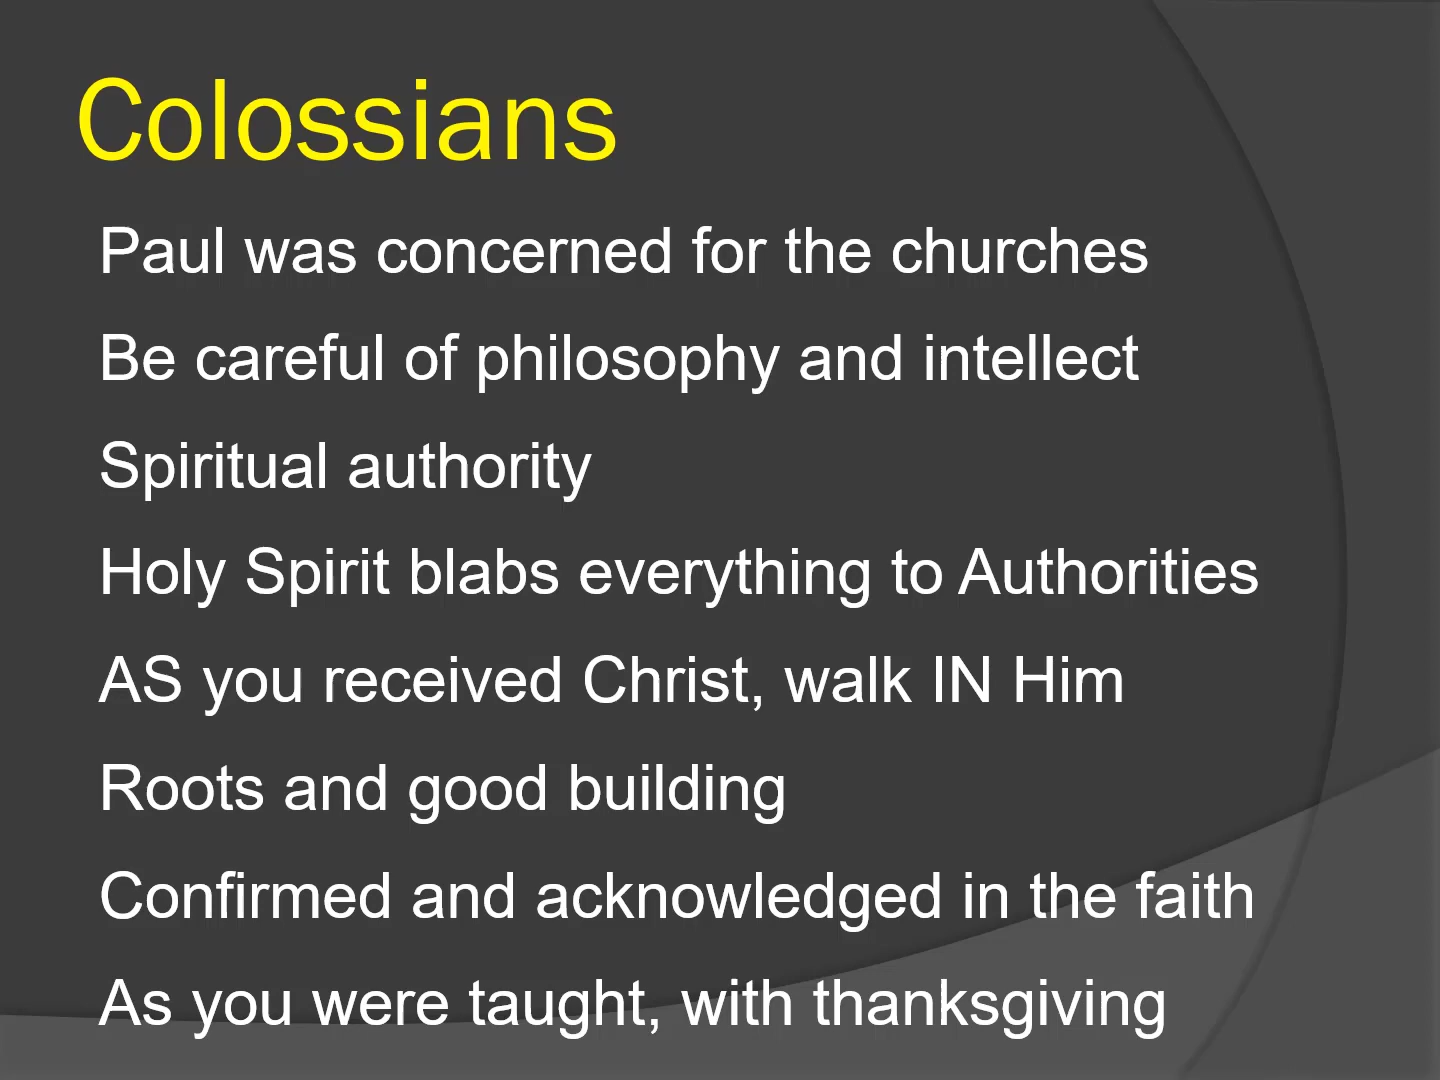 Colossians
Paul was concerned for the churches
Be careful of philosophy and intellect
Spiritual authority
Holy Spirit blabs everything to Authorities
AS you received Christ, walk IN Him
Roots and good building
Confirmed and acknowledged in the faith
As you were taught, with thanksgiving